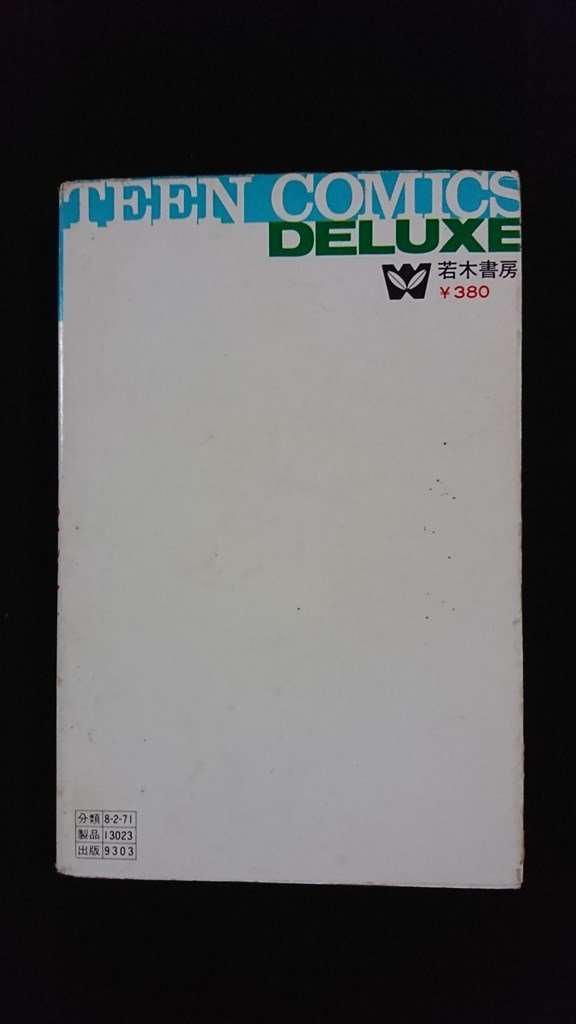 TEEN COMICS
DELUXE
若木書房
¥380
分類 8-2-71
製品 13023
出版 9303